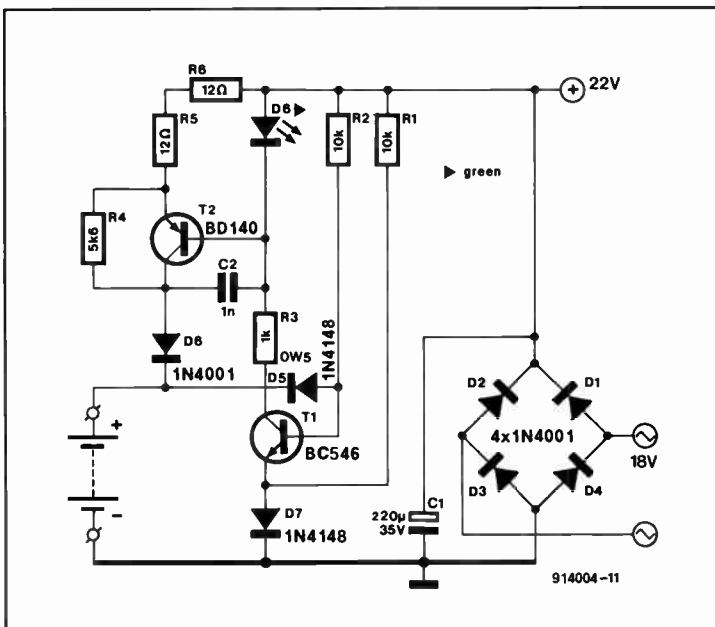 R6
12Ω
22V
D6
R2
R1
R5
12Ω
10k
10k
green
T2
R4
BD140
5k6
C2
1n
R3
1k
1N4148
D6
0W5
D5
1N4001
D2
D1
T1
4x1N4001
+
BC546
18V
D3
D4
C1
D7
220µ
35V
-
1N4148
914004-11